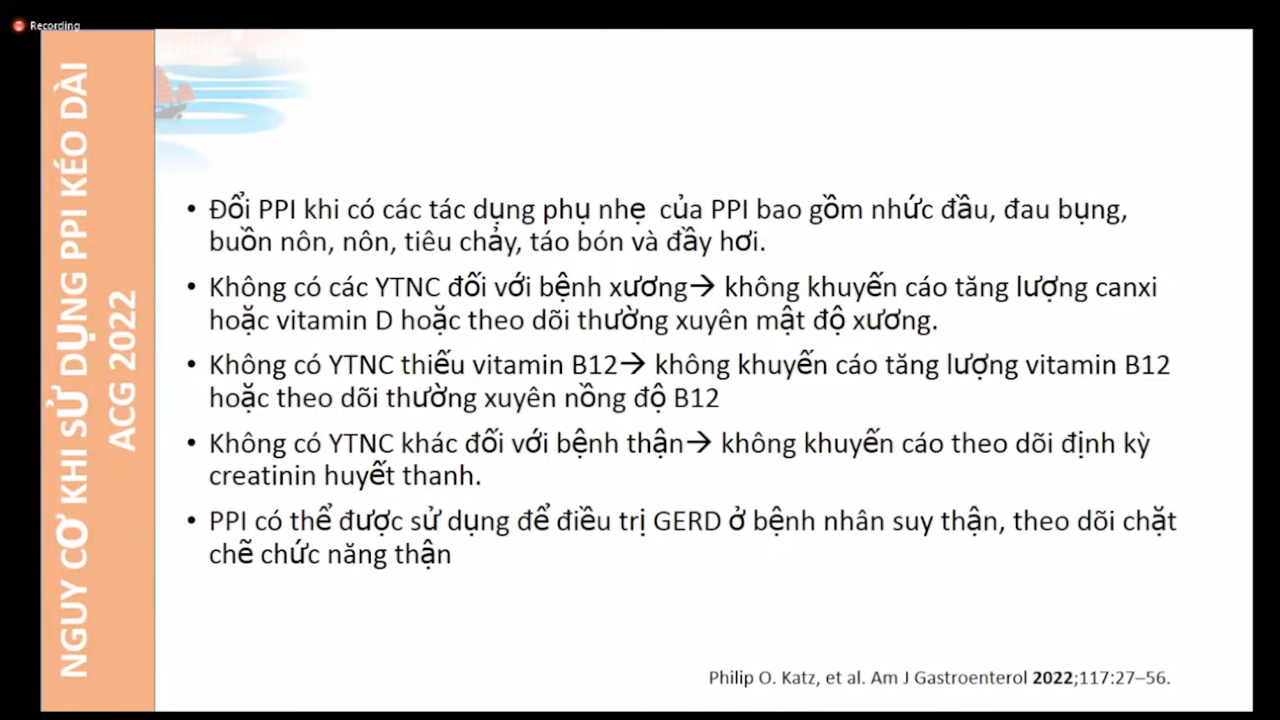 Recording
NGUY CƠ KHI SỬ DỤNG PPI KÉO DÀI
ACG 2022
• Đổi PPI khi có các tác dụng phụ nhẹ của PPI bao gồm nhức đầu, đau bụng,
buồn nôn, nôn, tiêu chảy, táo bón và đầy hơi.
• Không có các YTNC đối với bệnh xương→ không khuyến cáo tăng lượng canxi
hoặc vitamin D hoặc theo dõi thường xuyên mật độ xương.
• Không có YTNC thiếu vitamin B12→ không khuyến cáo tăng lượng vitamin B12
hoặc theo dõi thường xuyên nồng độ B12
• Không có YTNC khác đối với bệnh thận→ không khuyến cáo theo dõi định kỳ
creatinin huyết thanh.
• PPI có thể được sử dụng để điều trị GERD ở bệnh nhân suy thận, theo dõi chặt
chẽ chức năng thận
Philip O. Katz, et al. Am J Gastroenterol 2022;117:27–56.